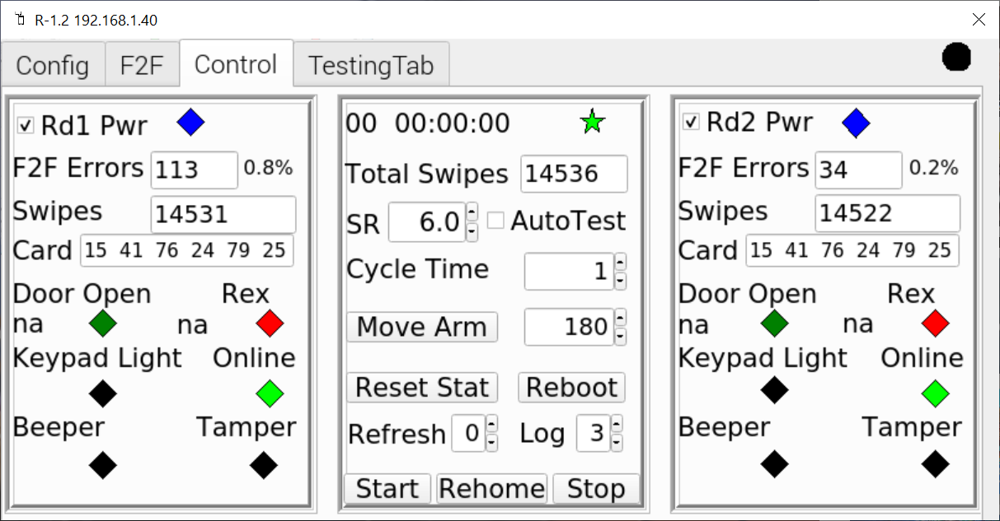 R-1.2 192.168.1.40
Config F2F Control TestingTab
Rd1 Pwr
F2F Errors 113 0.8%
Swipes 14531
Card 15 41 76 24 79 25
Door Open Rex
na na
Keypad Light Online
Beeper Tamper
00 00:00:00
Total Swipes 14536
SR 6.0 AutoTest
Cycle Time 1
Move Arm 180
Reset Stat Reboot
Refresh 0 Log 3
Start Rehome Stop
Rd2 Pwr
F2F Errors 34 0.2%
Swipes 14522
Card 15 41 76 24 79 25
Door Open Rex
na na
Keypad Light Online
Beeper Tamper